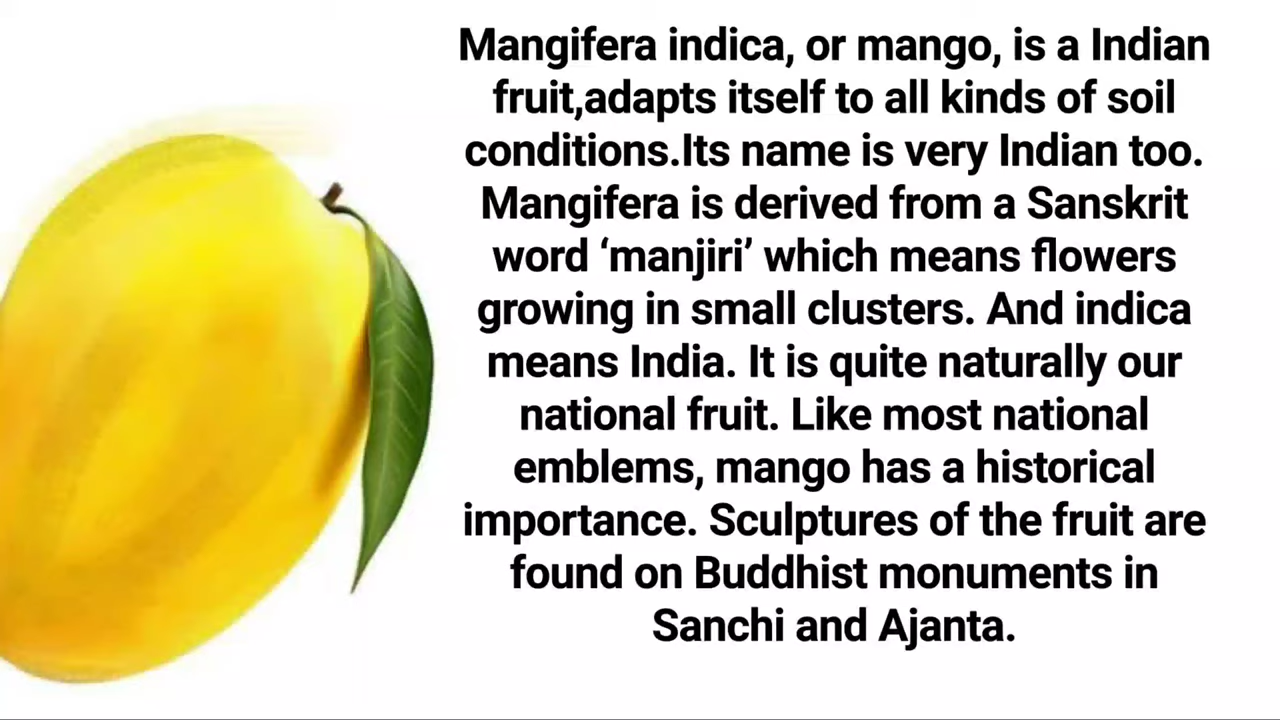 Mangifera indica, or mango, is a Indian
fruit,adapts itself to all kinds of soil
conditions.Its name is very Indian too.
Mangifera is derived from a Sanskrit
word ‘manjiri’ which means flowers
growing in small clusters. And indica
means India. It is quite naturally our
national fruit. Like most national
emblems, mango has a historical
importance. Sculptures of the fruit are
found on Buddhist monuments in
Sanchi and Ajanta.